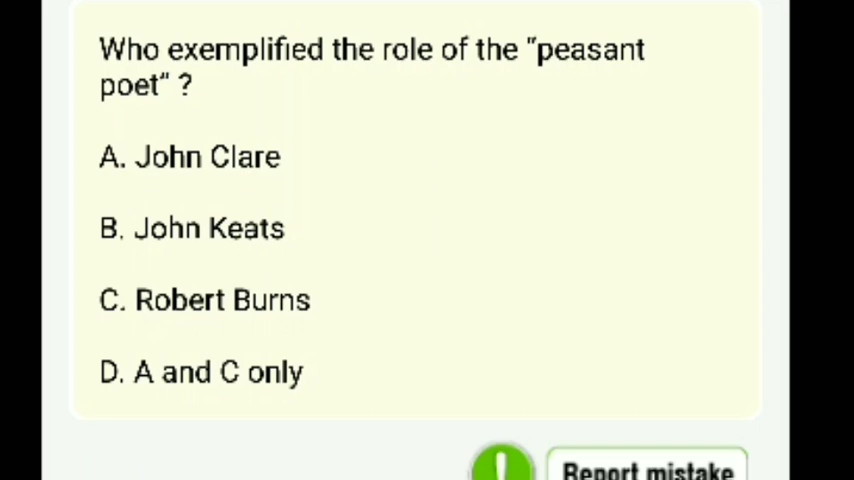 Who exemplified the role of the "peasant
poet" ?
A. John Clare
B. John Keats
C. Robert Burns
D. A and C only
! Report mistake